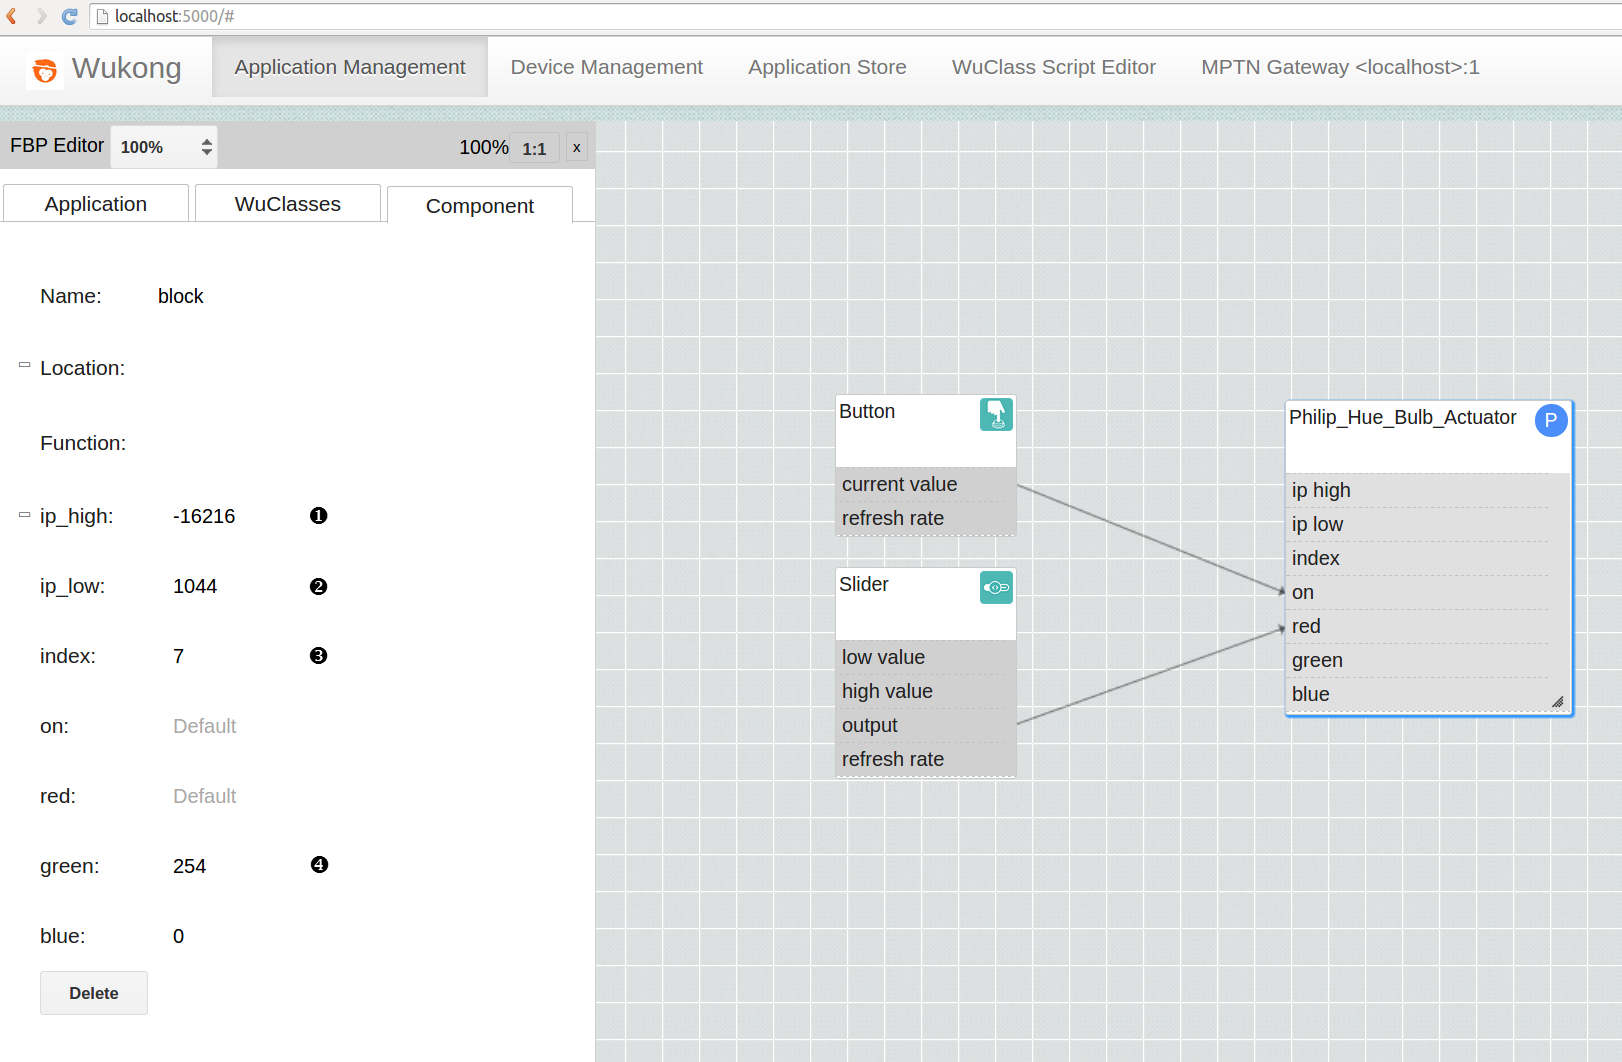 localhost:5000/#
Wukong Application Management Device Management Application Store WuClass Script Editor MPTN Gateway <localhost>:1
FBP Editor 100% 100% 1:1 x
Application WuClasses Component
Name: block
Location:
Function:
ip_high: -16216 ❶
ip_low: 1044 ❷
index: 7 ❸
on: Default
red: Default
green: 254 ❹
blue: 0
Delete
Button
current value
refresh rate
Slider
low value
high value
output
refresh rate
Philip_Hue_Bulb_Actuator P
ip high
ip low
index
on
red
green
blue